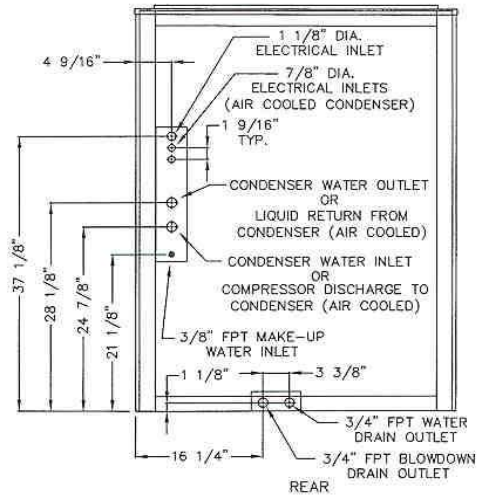 1 1/8" DIA.
ELECTRICAL INLET
4 9/16"
7/8" DIA.
ELECTRICAL INLETS
(AIR COOLED CONDENSER)
1 9/16"
TYP.
CONDENSER WATER OUTLET
OR
LIQUID RETURN FROM
CONDENSER (AIR COOLED)
CONDENSER WATER INLET
OR
COMPRESSOR DISCHARGE TO
CONDENSER (AIR COOLED)
37 1/8"
28 1/8"
24 7/8"
21 1/8"
3/8" FPT MAKE-UP
WATER INLET
1 1/8"
3 3/8"
3/4" FPT WATER
DRAIN OUTLET
16 1/4"
3/4" FPT BLOWDOWN
DRAIN OUTLET
REAR